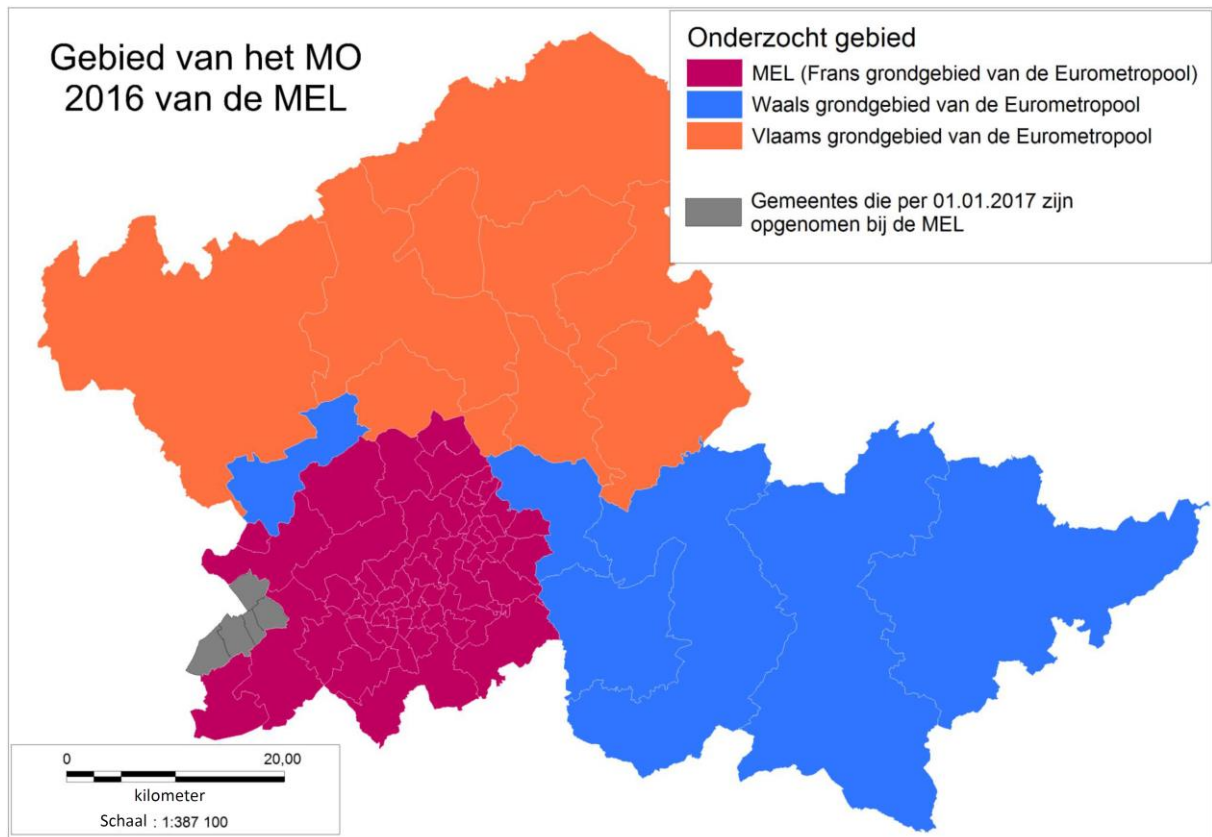 Gebied van het MO
2016 van de MEL
Onderzocht gebied
MEL (Frans grondgebied van de Eurometropool)
Waals grondgebied van de Eurometropool
Vlaams grondgebied van de Eurometropool
Gemeentes die per 01.01.2017 zijn
opgenomen bij de MEL
0 20,00
kilometer
Schaal : 1:387 100